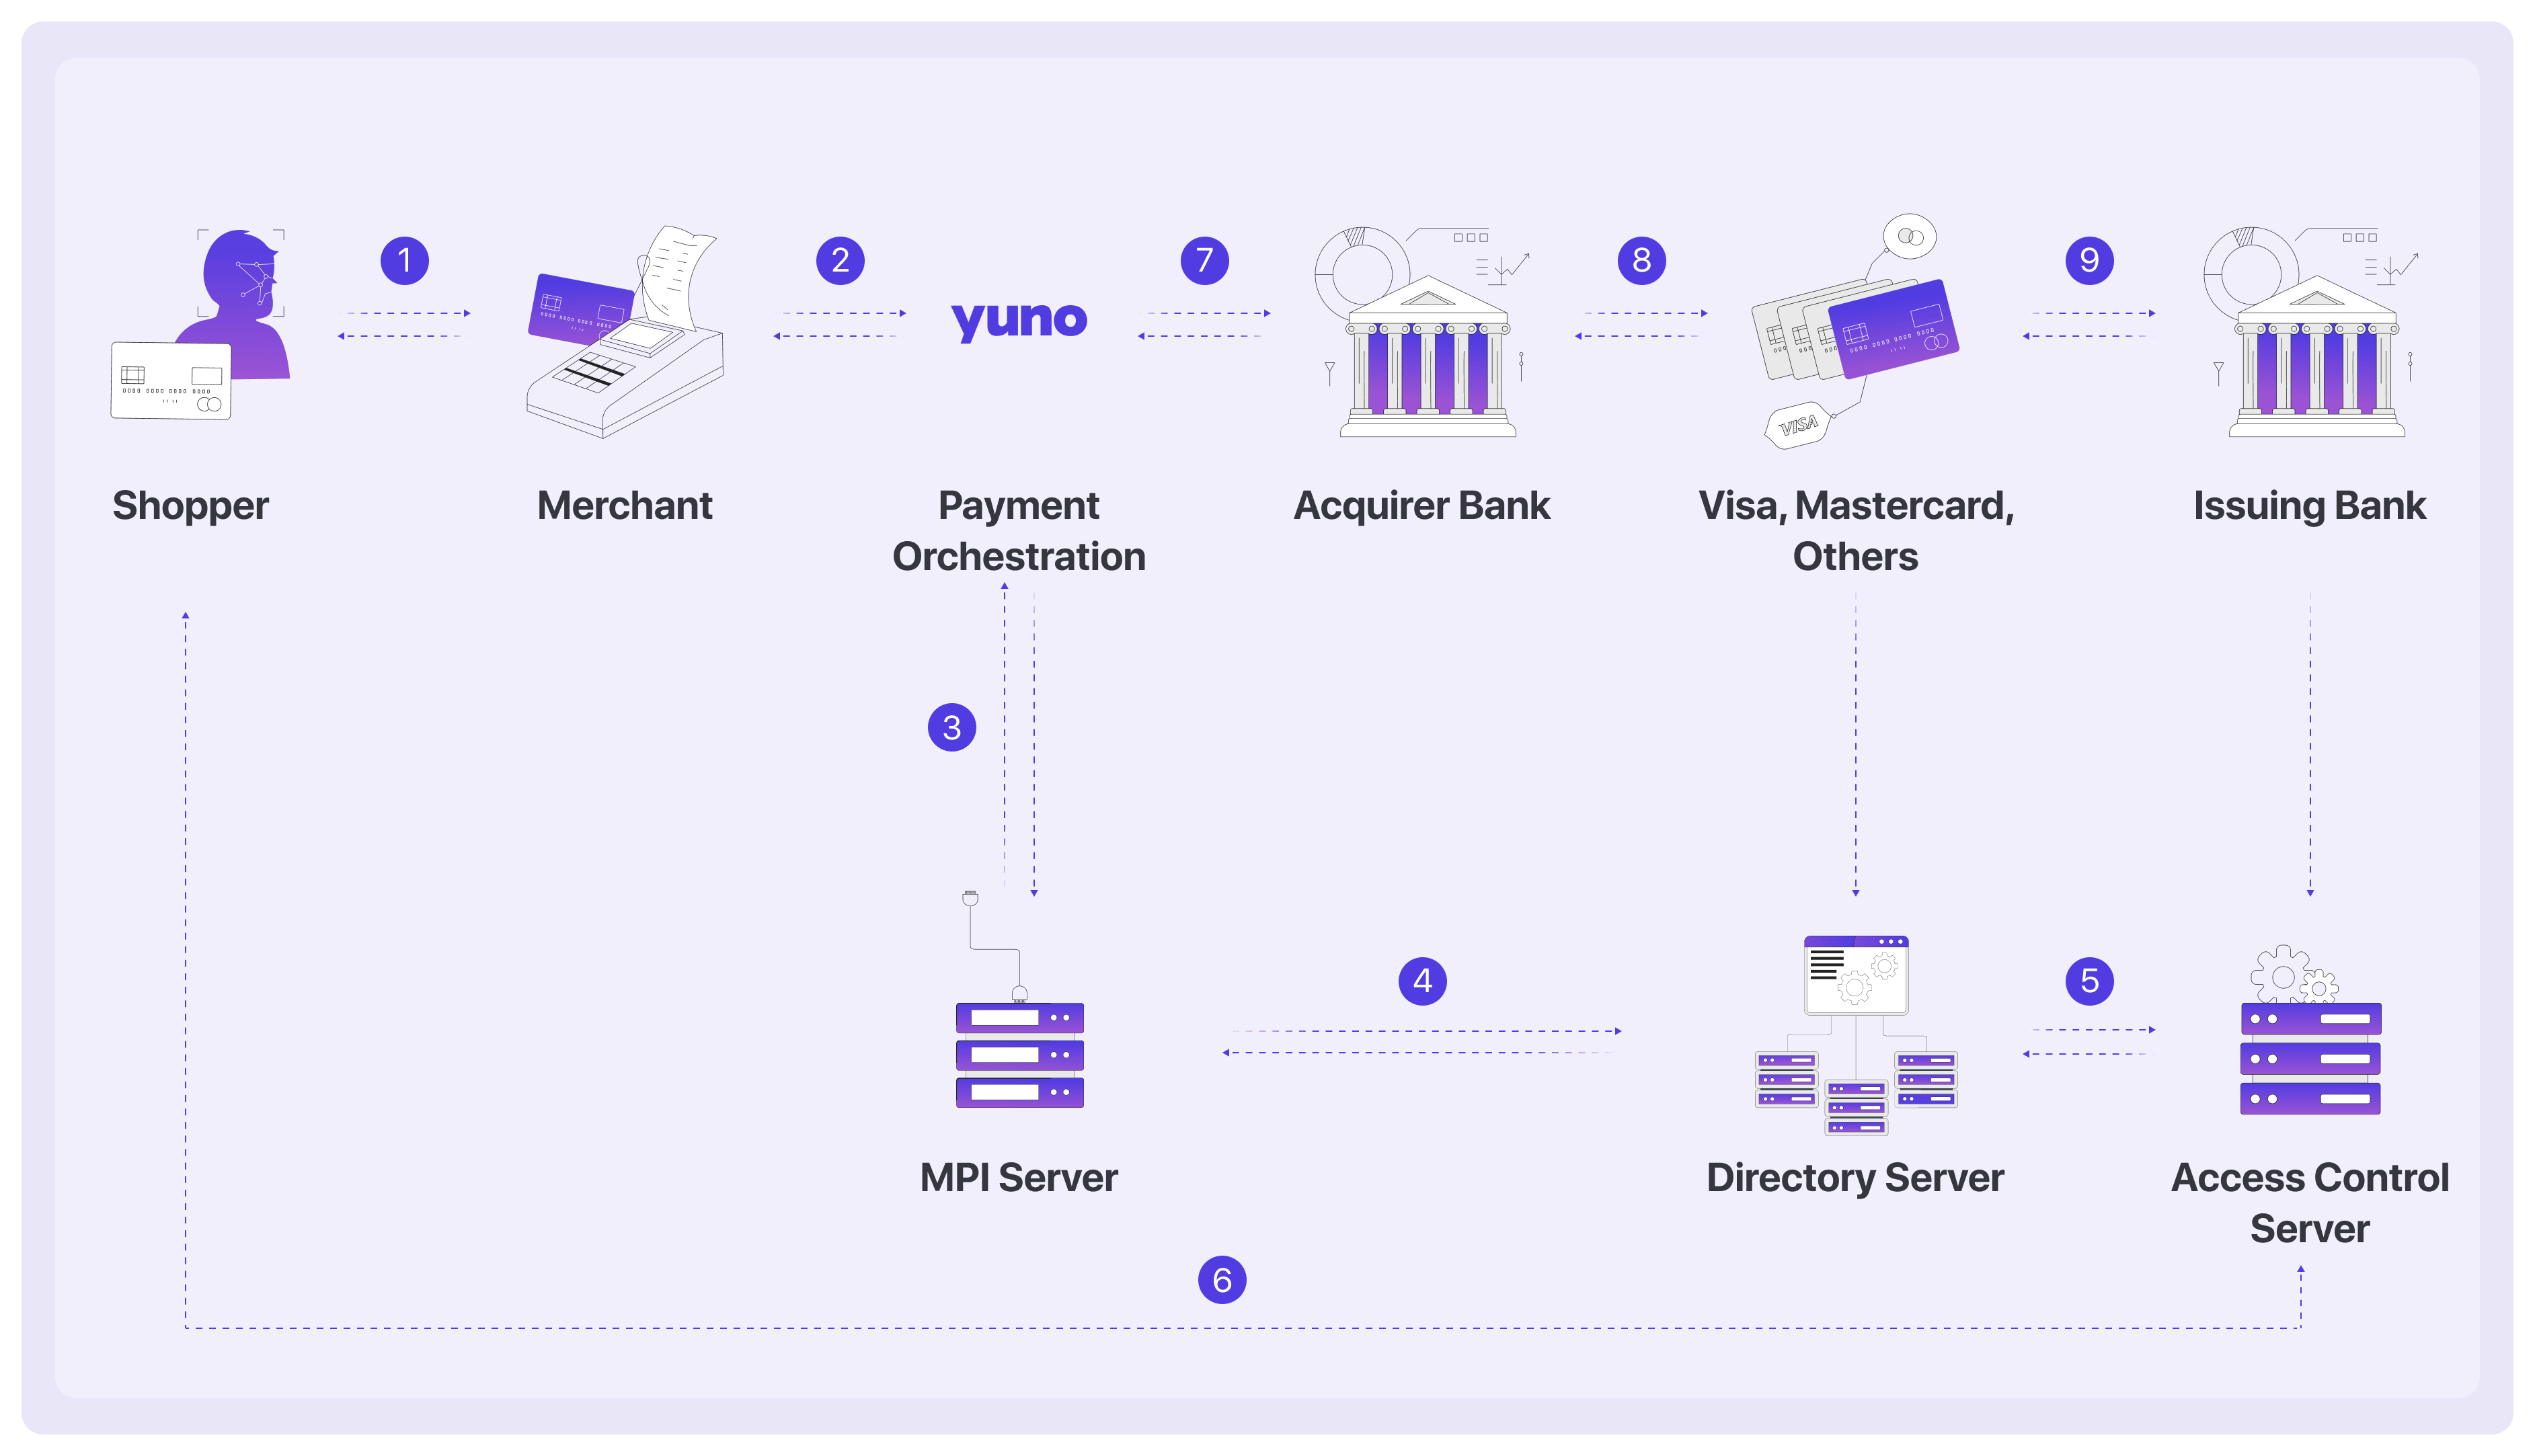 1
2
7
8
9
yuno
VISA
Shopper
Merchant
Payment
Orchestration
Acquirer Bank
Visa, Mastercard,
Others
Issuing Bank
3
4
5
MPI Server
Directory Server
Access Control
Server
6